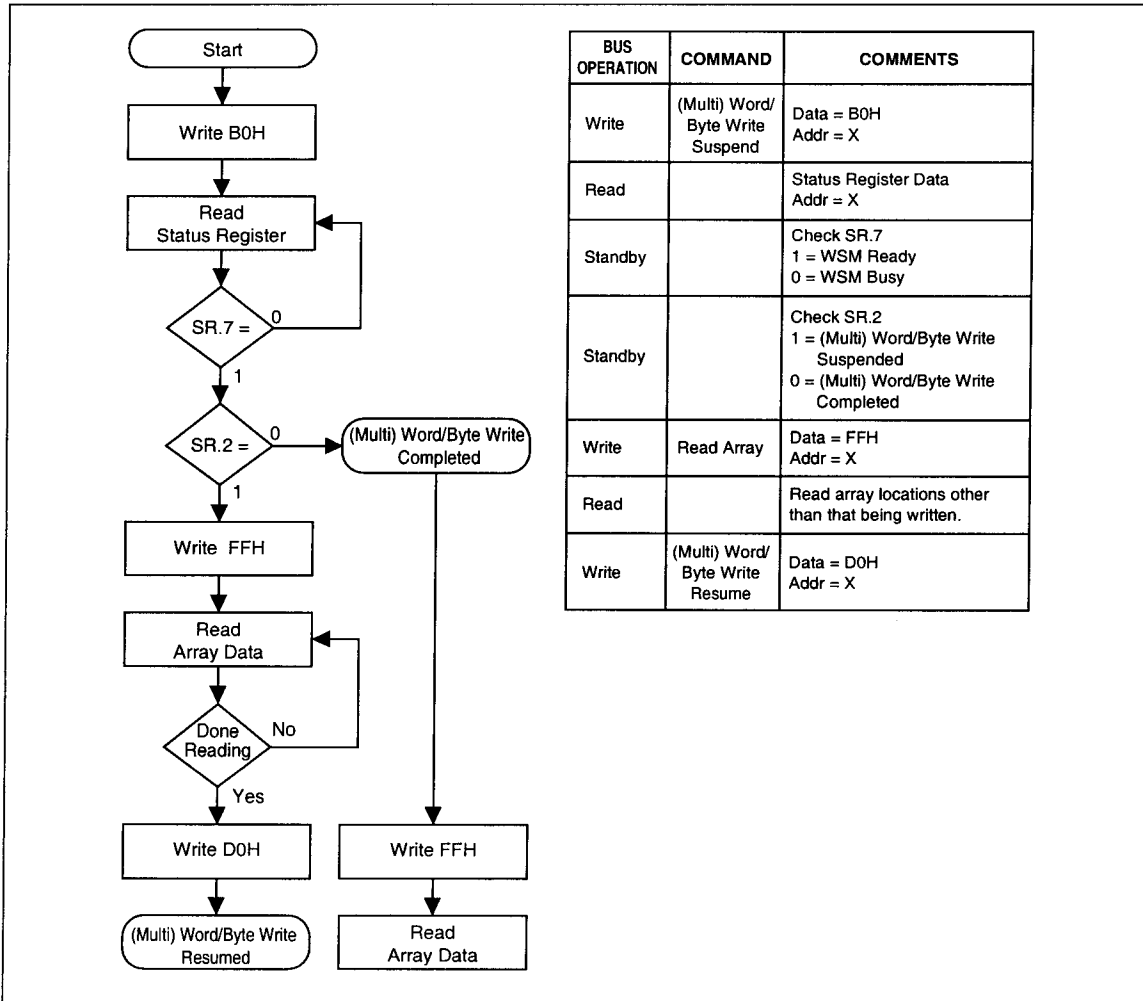 Start
Write B0H
Read
Status Register
SR.7 =
0
1
SR.2 =
0
(Multi) Word/Byte Write
Completed
1
Write FFH
Read
Array Data
Done
Reading
No
Yes
Write D0H
Write FFH
(Multi) Word/Byte Write
Resumed
Read
Array Data
BUS
OPERATION
COMMAND
COMMENTS
Write
(Multi) Word/
Byte Write
Suspend
Data = B0H
Addr = X
Read
Status Register Data
Addr = X
Standby
Check SR.7
1 = WSM Ready
0 = WSM Busy
Standby
Check SR.2
1 = (Multi) Word/Byte Write
Suspended
0 = (Multi) Word/Byte Write
Completed
Write
Read Array
Data = FFH
Addr = X
Read
Read array locations other
than that being written.
Write
(Multi) Word/
Byte Write
Resume
Data = D0H
Addr = X